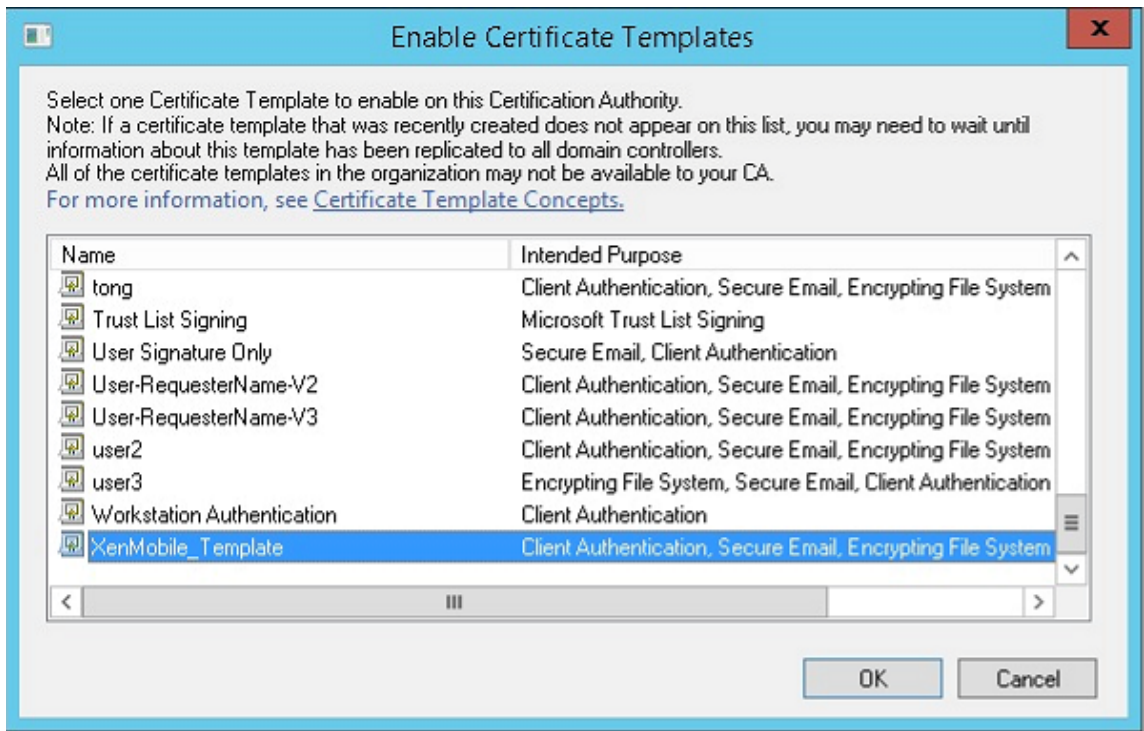 Enable Certificate Templates
x
Select one Certificate Template to enable on this Certification Authority.
Note: If a certificate template that was recently created does not appear on this list, you may need to wait until
information about this template has been replicated to all domain controllers.
All of the certificate templates in the organization may not be available to your CA.
For more information, see Certificate Template Concepts.
Name Intended Purpose
tong Client Authentication, Secure Email, Encrypting File System
Trust List Signing Microsoft Trust List Signing
User Signature Only Secure Email, Client Authentication
User-RequesterName-V2 Client Authentication, Secure Email, Encrypting File System
User-RequesterName-V3 Client Authentication, Secure Email, Encrypting File System
user2 Client Authentication, Secure Email, Encrypting File System
user3 Encrypting File System, Secure Email, Client Authentication
Workstation Authentication Client Authentication
XenMobile_Template Client Authentication, Secure Email, Encrypting File System
OK Cancel